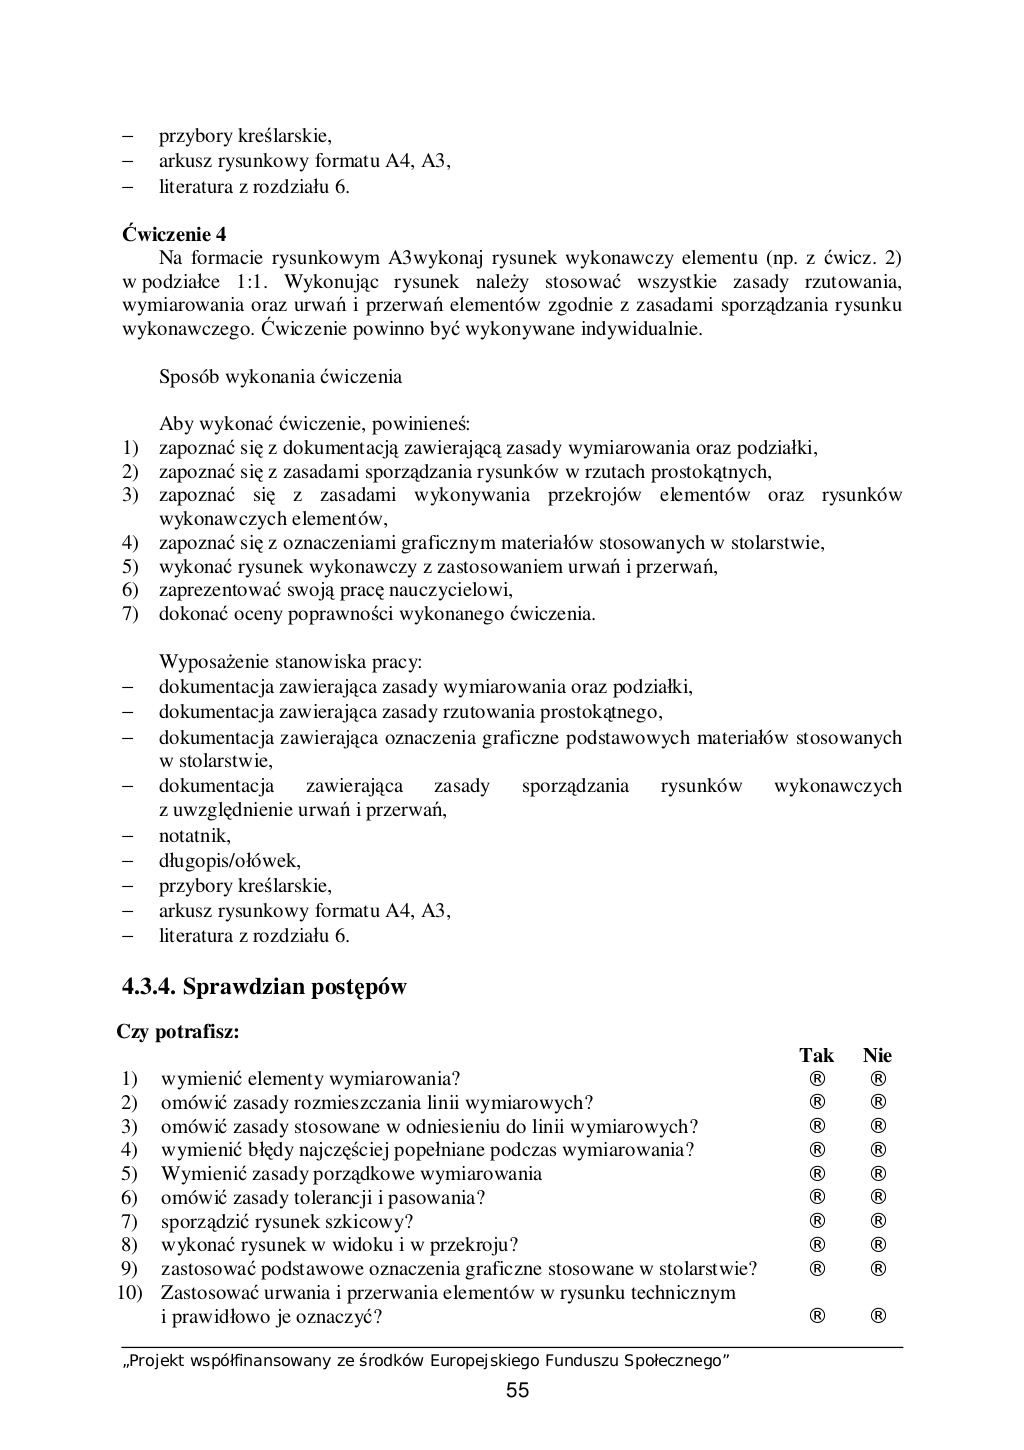 – przybory kreślarskie,
– arkusz rysunkowy formatu A4, A3,
– literatura z rozdziału 6.
Ćwiczenie 4
Na formacie rysunkowym A3wykonaj rysunek wykonawczy elementu (np. z ćwicz. 2)
w podziałce 1:1. Wykonując rysunek należy stosować wszystkie zasady rzutowania,
wymiarowania oraz urwań i przerwań elementów zgodnie z zasadami sporządzania rysunku
wykonawczego. Ćwiczenie powinno być wykonywane indywidualnie.
Sposób wykonania ćwiczenia
Aby wykonać ćwiczenie, powinieneś:
1) zapoznać się z dokumentacją zawierającą zasady wymiarowania oraz podziałki,
2) zapoznać się z zasadami sporządzania rysunków w rzutach prostokątnych,
3) zapoznać się z zasadami wykonywania przekrojów elementów oraz rysunków
wykonawczych elementów,
4) zapoznać się z oznaczeniami graficznym materiałów stosowanych w stolarstwie,
5) wykonać rysunek wykonawczy z zastosowaniem urwań i przerwań,
6) zaprezentować swoją pracę nauczycielowi,
7) dokonać oceny poprawności wykonanego ćwiczenia.
Wyposażenie stanowiska pracy:
– dokumentacja zawierająca zasady wymiarowania oraz podziałki,
– dokumentacja zawierająca zasady rzutowania prostokątnego,
– dokumentacja zawierająca oznaczenia graficzne podstawowych materiałów stosowanych
w stolarstwie,
– dokumentacja zawierająca zasady sporządzania rysunków wykonawczych
z uwzględnienie urwań i przerwań,
– notatnik,
– długopis/ołówek,
– przybory kreślarskie,
– arkusz rysunkowy formatu A4, A3,
– literatura z rozdziału 6.
4.3.4. Sprawdzian postępów
Czy potrafisz:
Tak Nie
1) wymienić elementy wymiarowania? ® ®
2) omówić zasady rozmieszczania linii wymiarowych? ® ®
3) omówić zasady stosowane w odniesieniu do linii wymiarowych? ® ®
4) wymienić błędy najczęściej popełniane podczas wymiarowania? ® ®
5) Wymienić zasady porządkowe wymiarowania ® ®
6) omówić zasady tolerancji i pasowania? ® ®
7) sporządzić rysunek szkicowy? ® ®
8) wykonać rysunek w widoku i w przekroju? ® ®
9) zastosować podstawowe oznaczenia graficzne stosowane w stolarstwie? ® ®
10) Zastosować urwania i przerwania elementów w rysunku technicznym
i prawidłowo je oznaczyć? ® ®
„Projekt współfinansowany ze środków Europejskiego Funduszu Społecznego”
55